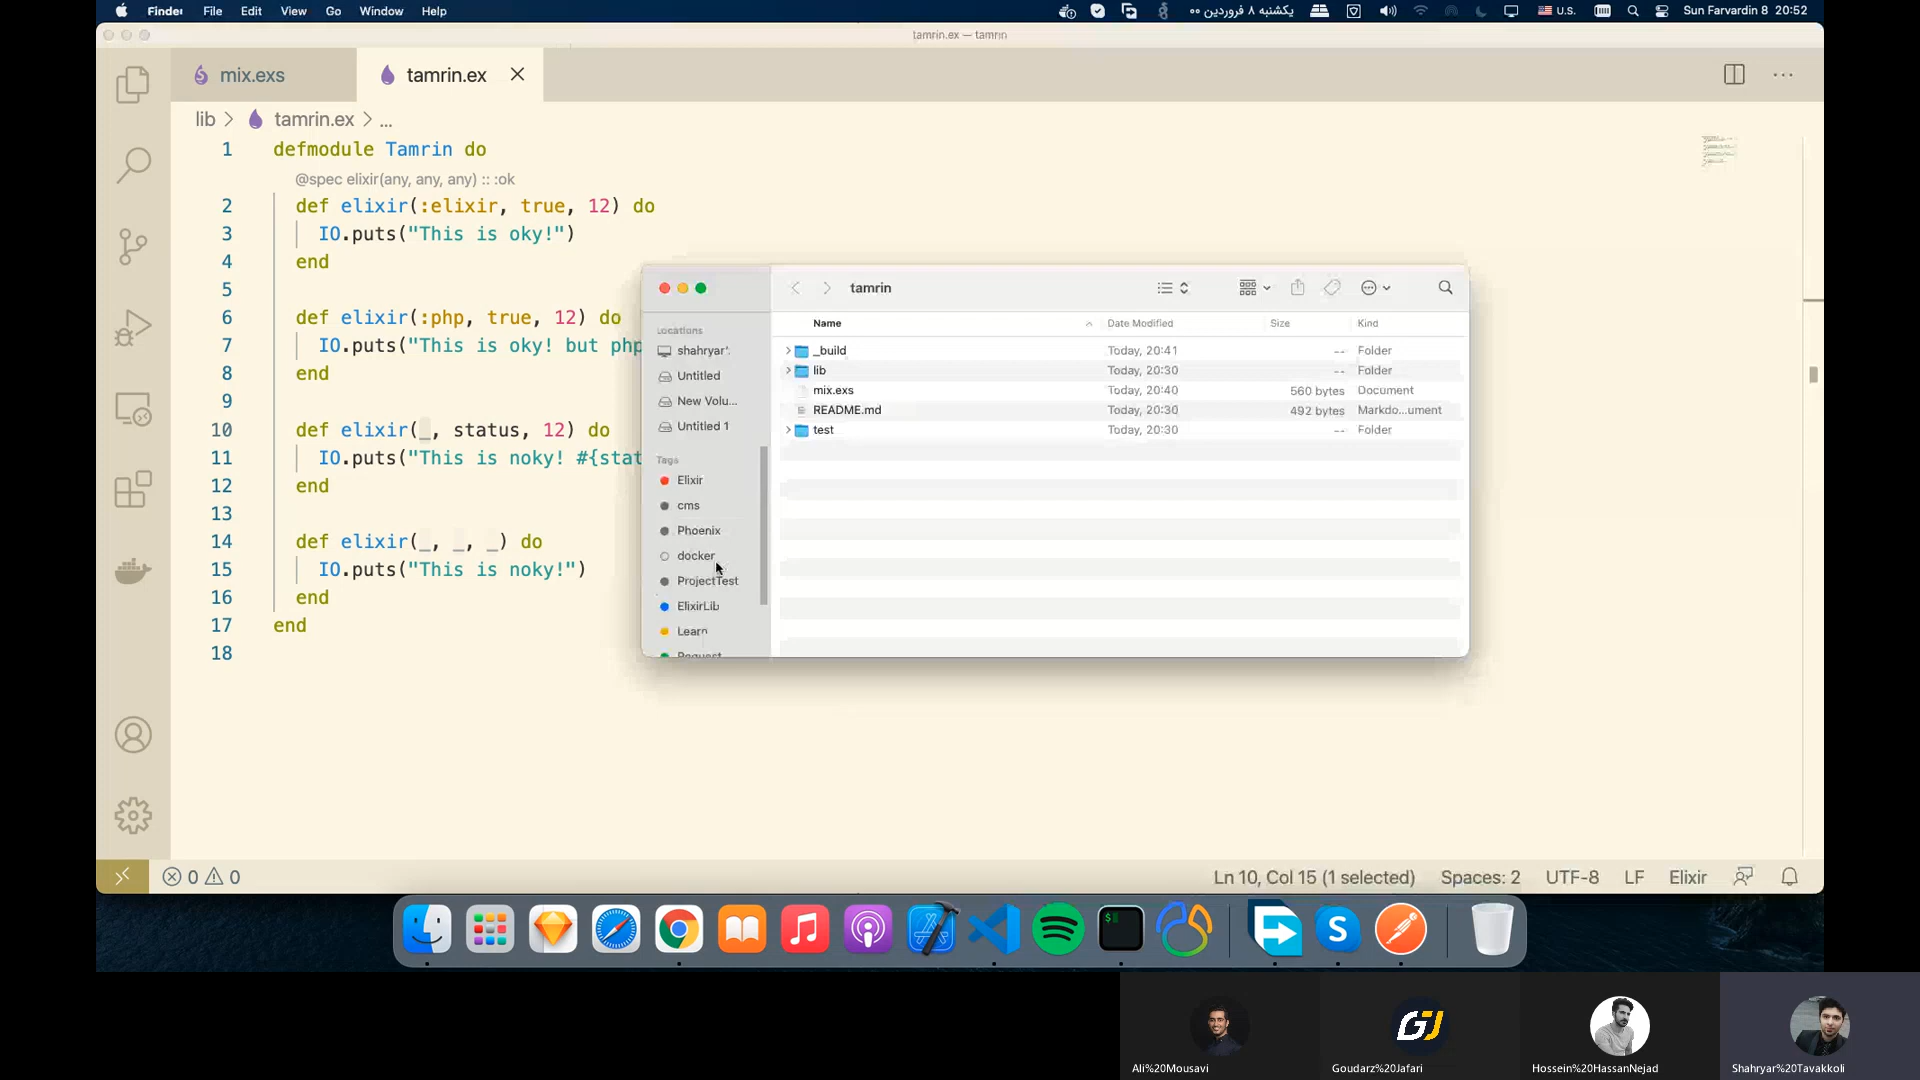 Finder File Edit View Go Window Help
یکشنبه ۸ فروردین ۰۰ U.S. Sun Farvardin 8 20:52
tamrin.ex — tamrin
mix.exs tamrin.ex
lib > tamrin.ex > ...
1 defmodule Tamrin do
@spec elixir(any, any, any) :: :ok
2 def elixir(:elixir, true, 12) do
3 IO.puts("This is oky!")
4 end
5
6 def elixir(:php, true, 12) do
7 IO.puts("This is oky! but php
8 end
9
10 def elixir(_, status, 12) do
11 IO.puts("This is noky! #{stat
12 end
13
14 def elixir(_, _, _) do
15 IO.puts("This is noky!")
16 end
17 end
18
tamrin
Locations
shahryar'
Untitled
New Volu...
Untitled 1
Tags
Elixir
cms
Phoenix
docker
ProjectTest
ElixirLib
Learn
Request
Name Date Modified Size Kind
_build Today, 20:41 -- Folder
lib Today, 20:30 -- Folder
mix.exs Today, 20:40 560 bytes Document
README.md Today, 20:30 492 bytes Markdo...ument
test Today, 20:30 -- Folder
0 0 Ln 10, Col 15 (1 selected) Spaces: 2 UTF-8 LF Elixir
Ali%20Mousavi
Goudarz%20Jafari
Hossein%20HassanNejad
Shahryar%20Tavakkoli